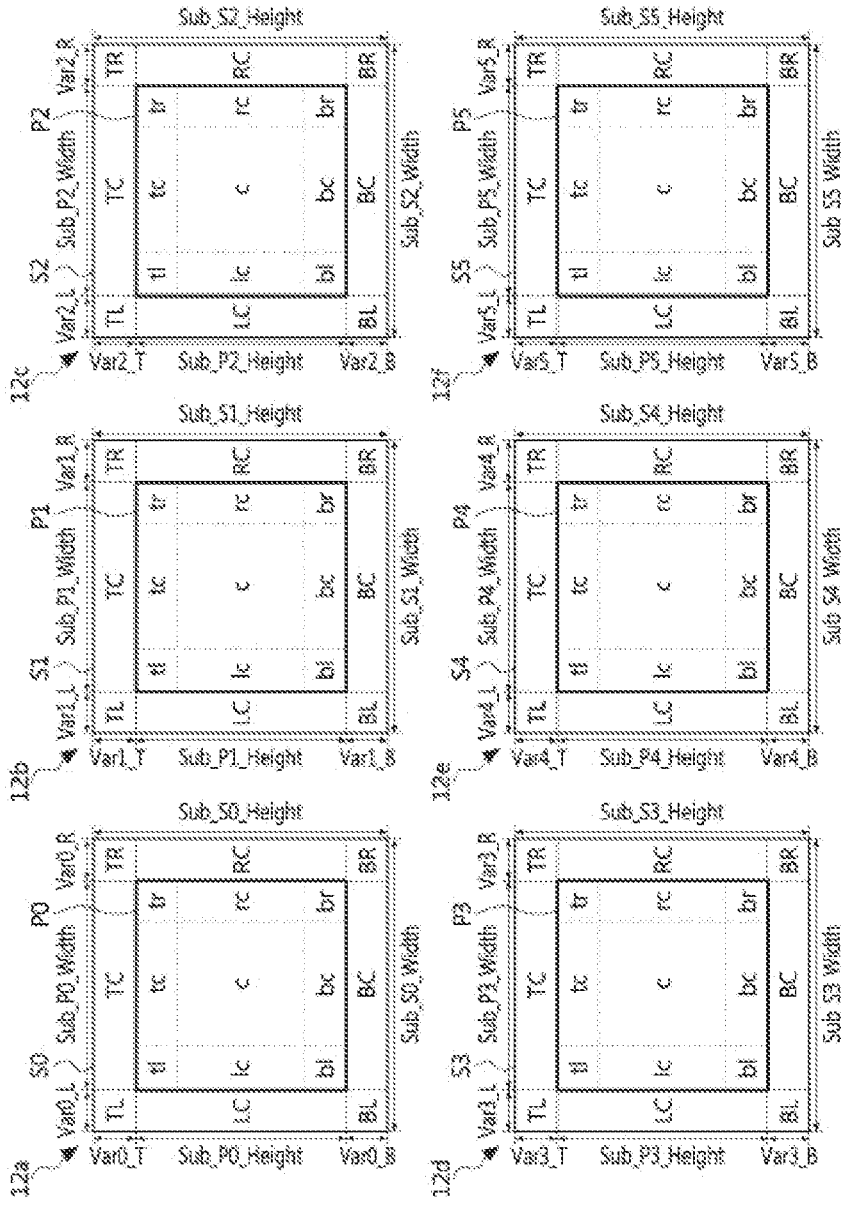 12a
S0
P0
Var0_L
Sub_P0_Width
Var0_R
Var0_T
Sub_P0_Height
Var0_B
Sub_S0_Height
TL TC TR
tl tc tr
LC lc c rc RC
bl bc br
BL BC BR
Sub_S0_Width
12b
S1
P1
Var1_L
Sub_P1_Width
Var1_R
Var1_T
Sub_P1_Height
Var1_B
Sub_S1_Height
TL TC TR
tl tc tr
LC lc c rc RC
bl bc br
BL BC BR
Sub_S1_Width
12c
S2
P2
Var2_L
Sub_P2_Width
Var2_R
Var2_T
Sub_P2_Height
Var2_B
Sub_S2_Height
TL TC TR
tl tc tr
LC lc c rc RC
bl bc br
BL BC BR
Sub_S2_Width
12d
S3
P3
Var3_L
Sub_P3_Width
Var3_R
Var3_T
Sub_P3_Height
Var3_B
Sub_S3_Height
TL TC TR
tl tc tr
LC lc c rc RC
bl bc br
BL BC BR
Sub_S3_Width
12e
S4
P4
Var4_L
Sub_P4_Width
Var4_R
Var4_T
Sub_P4_Height
Var4_B
Sub_S4_Height
TL TC TR
tl tc tr
LC lc c rc RC
bl bc br
BL BC BR
Sub_S4_Width
12f
S5
P5
Var5_L
Sub_P5_Width
Var5_R
Var5_T
Sub_P5_Height
Var5_B
Sub_S5_Height
TL TC TR
tl tc tr
LC lc c rc RC
bl bc br
BL BC BR
Sub_S5_Width